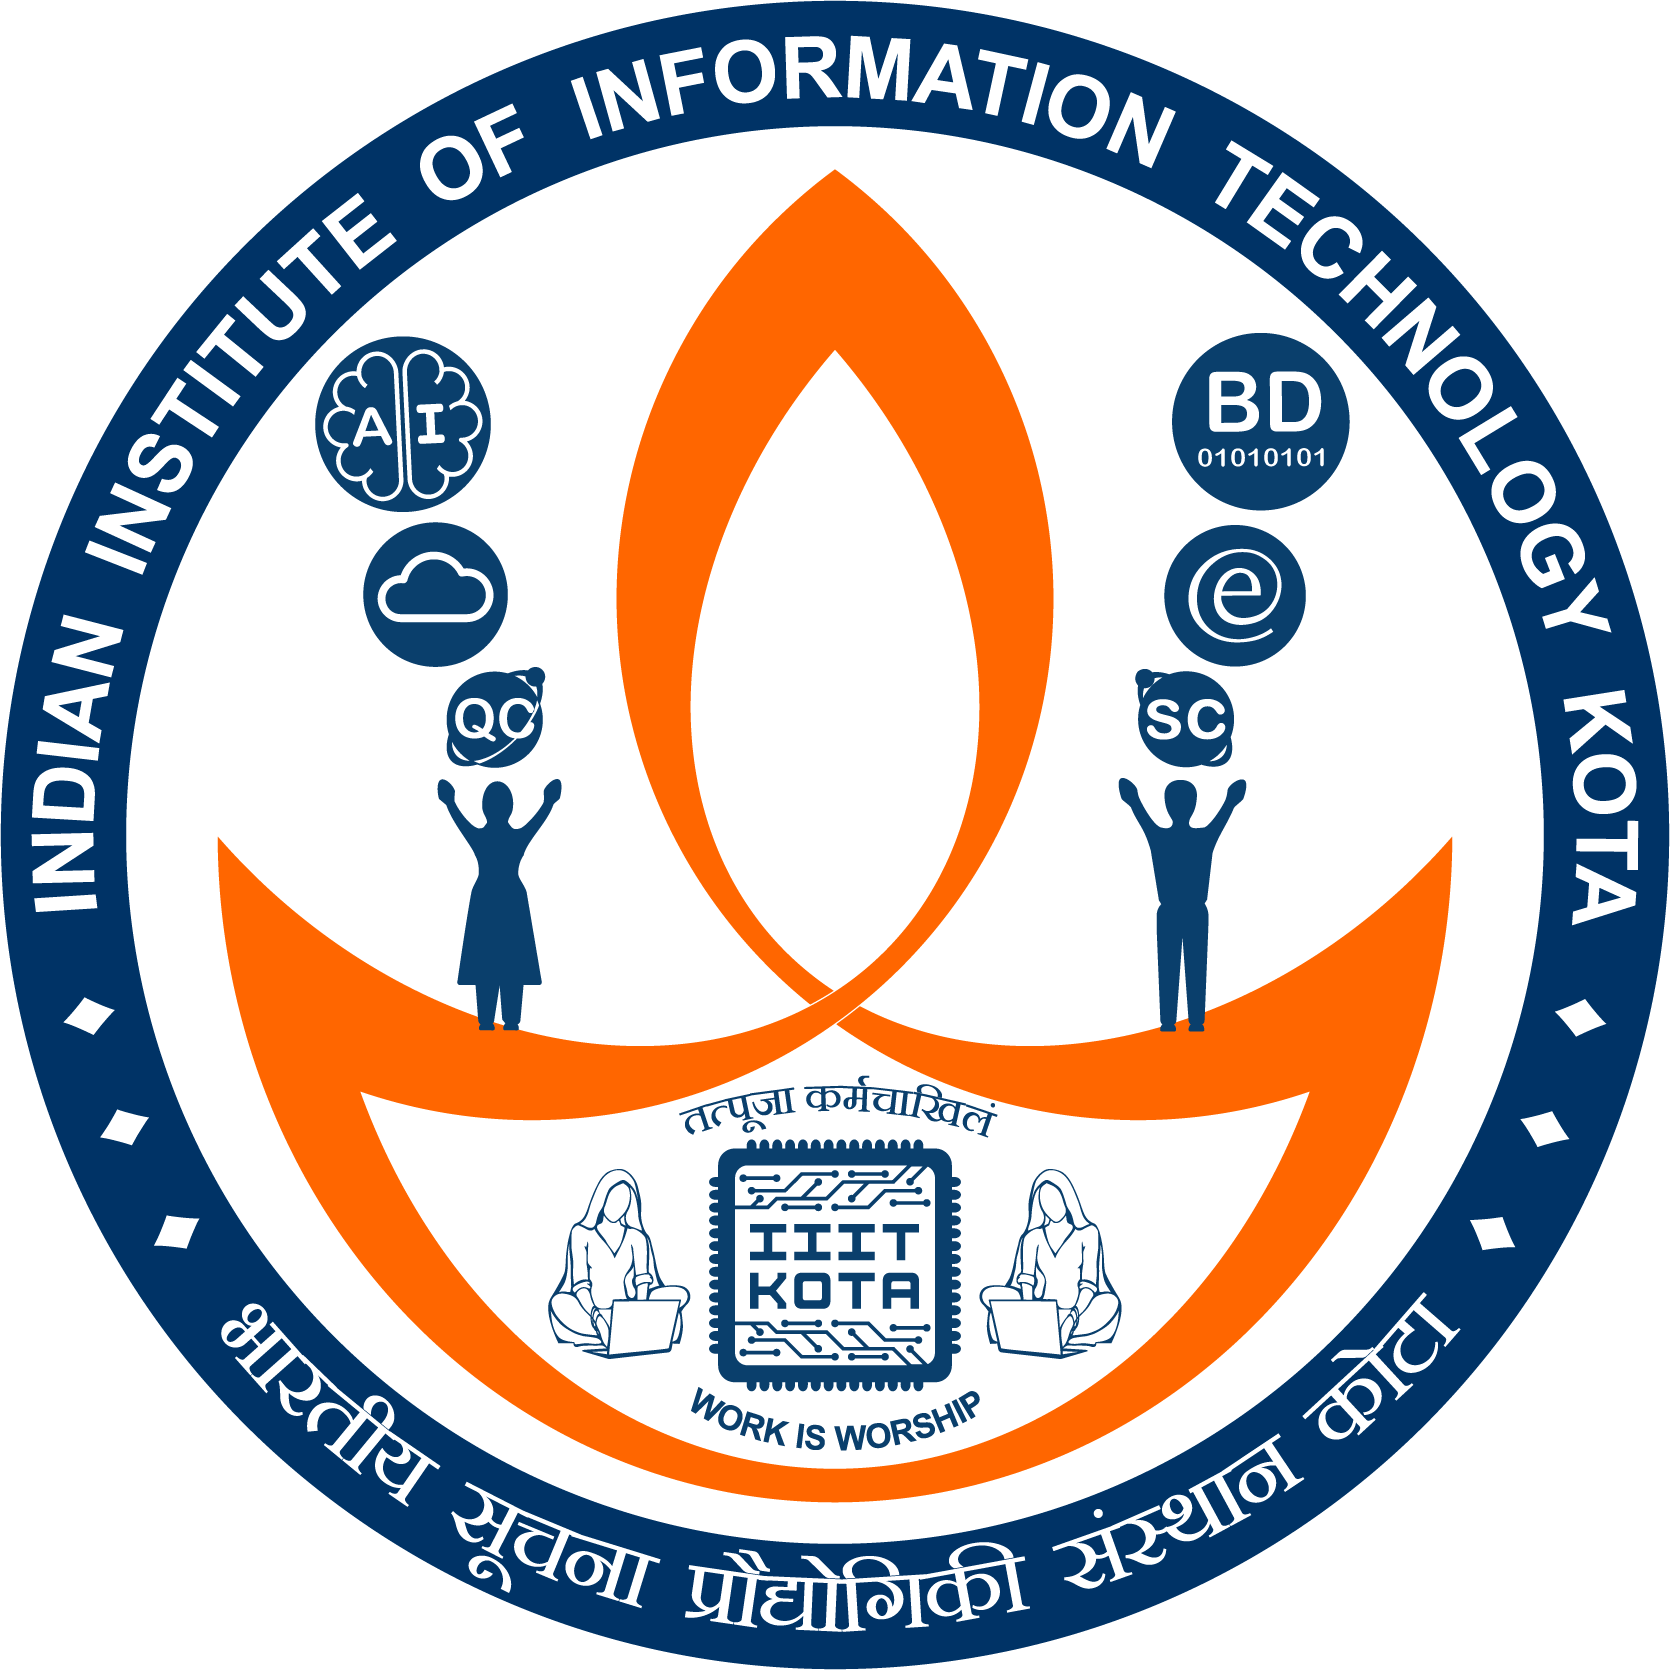 INDIAN INSTITUTE OF INFORMATION TECHNOLOGY KOTA
AI
BD
01010101
e
QC
SC
तत्पूजा कर्मचाखिलं
IIIT
KOTA
WORK IS WORSHIP
भारतीय सूचना प्रौद्योगिकी संस्थान कोटा